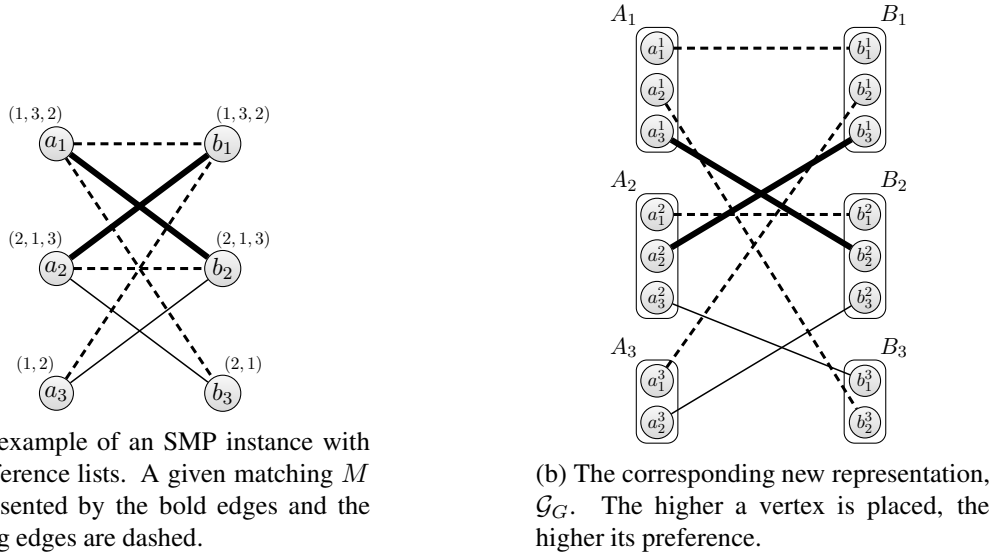 A₁
B₁
a₁¹
b₁¹
a₂¹
b₂¹
a₃¹
b₃¹
(1, 3, 2)
(1, 3, 2)
a₁
b₁
A₂
B₂
a₁²
b₁²
a₂²
b₂²
a₃²
b₃²
(2, 1, 3)
(2, 1, 3)
a₂
b₂
A₃
B₃
a₁³
b₁³
a₂³
b₂³
(1, 2)
(2, 1)
a₃
b₃
example of an SMP instance with
ference lists. A given matching M
sented by the bold edges and the
g edges are dashed.
(b) The corresponding new representation,
𝒢_G. The higher a vertex is placed, the
higher its preference.